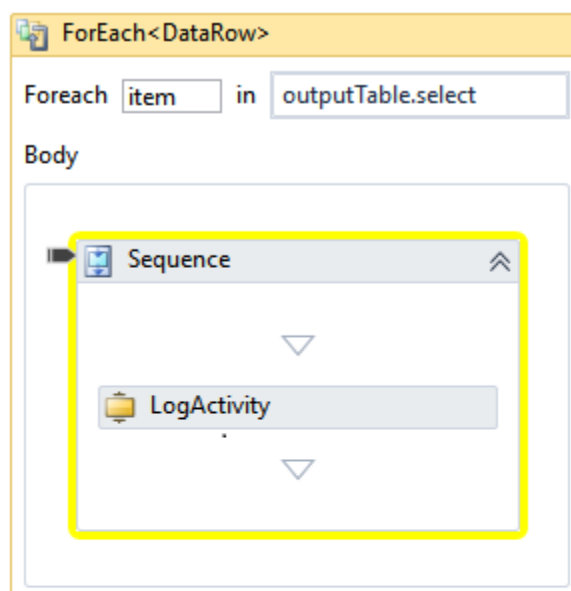 ForEach<DataRow>
Foreach item in outputTable.select
Body
Sequence
LogActivity